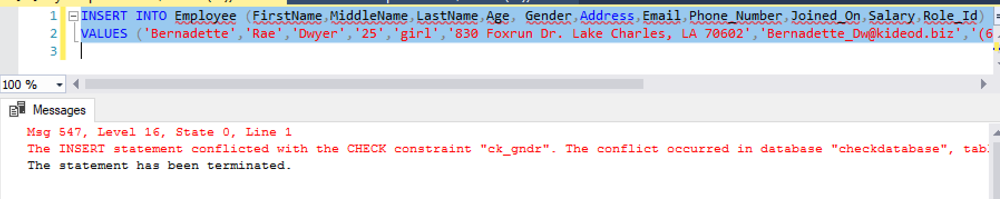 1 INSERT INTO Employee (FirstName,MiddleName,LastName,Age, Gender,Address,Email,Phone_Number,Joined_On,Salary,Role_Id)
2 VALUES ('Bernadette','Rae','Dwyer','25','girl','830 Foxrun Dr. Lake Charles, LA 70602','Bernadette_Dw@kideod.biz','(6
3
100 %
Messages
Msg 547, Level 16, State 0, Line 1
The INSERT statement conflicted with the CHECK constraint "ck_gndr". The conflict occurred in database "checkdatabase", tabl
The statement has been terminated.